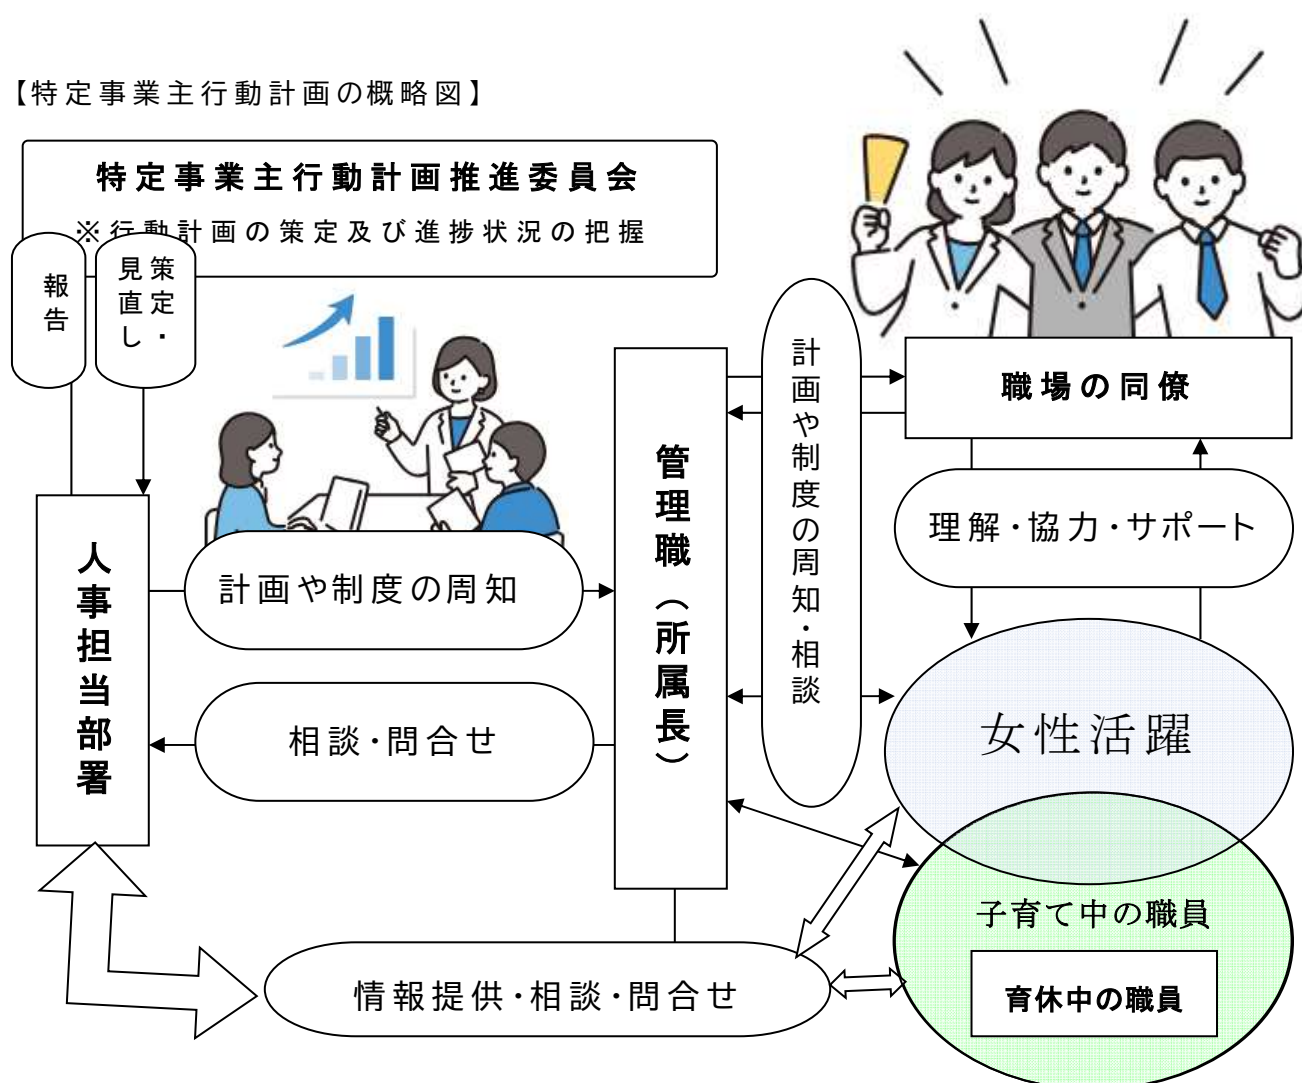 【特定事業主行動計画の概略図】
特定事業主行動計画推進委員会
※行動計画の策定及び進捗状況の把握
報告
策定・
見直し
職場の同僚
計画や制度の周知・相談
管理職（所属長）
理解・協力・サポート
人事担当部署
計画や制度の周知
相談・問合せ
女性活躍
子育て中の職員
育休中の職員
情報提供・相談・問合せ